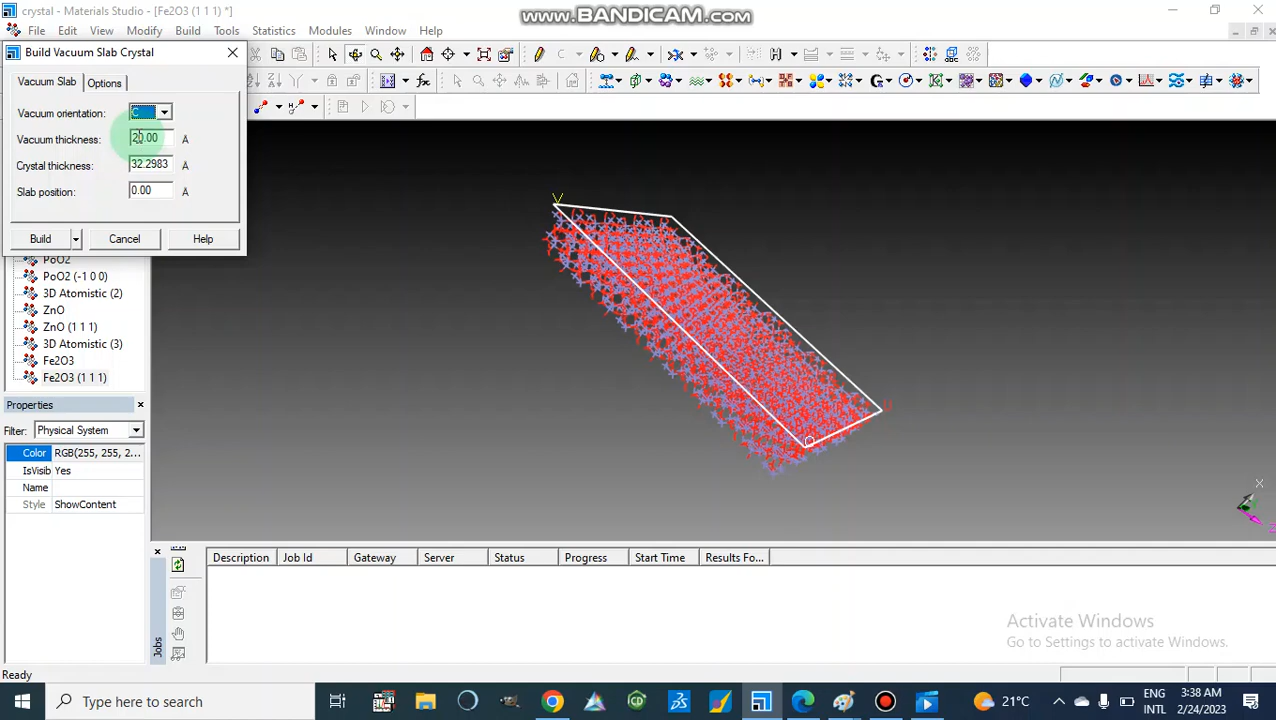 crystal - Materials Studio - [Fe2O3 (1 1 1) *]
www.BANDICAM.com
File Edit View Modify Build Tools Statistics Modules Window Help
Build Vacuum Slab Crystal
Vacuum Slab Options
Vacuum orientation: C
Vacuum thickness: 20.00 Å
Crystal thickness: 32.2983 Å
Slab position: 0.00 Å
Build Cancel Help
PoO2
PoO2 (-1 0 0)
3D Atomistic (2)
ZnO
ZnO (1 1 1)
3D Atomistic (3)
Fe2O3
Fe2O3 (1 1 1)
Properties
Filter: Physical System
Color RGB(255, 255, 2...
IsVisib Yes
Name
Style ShowContent
V
U
O
X
Description Job Id Gateway Server Status Progress Start Time Results Fo...
Jobs
Activate Windows
Go to Settings to activate Windows.
Ready
Type here to search
21°C
ENG
INTL
3:38 AM
2/24/2023